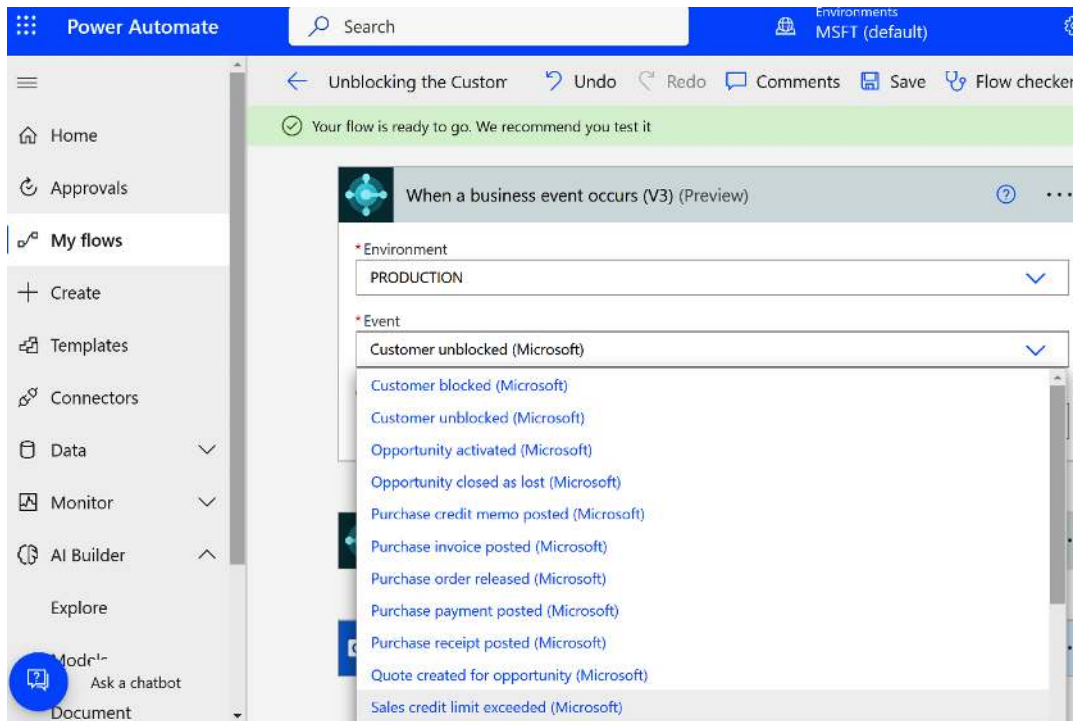 Power Automate
Search
Environments
MSFT (default)
Unblocking the Custom
Undo
Redo
Comments
Save
Flow checker
Your flow is ready to go. We recommend you test it
Home
Approvals
My flows
Create
Templates
Connectors
Data
Monitor
AI Builder
Explore
Models
Ask a chatbot
Document
When a business event occurs (V3) (Preview)
*Environment
PRODUCTION
*Event
Customer unblocked (Microsoft)
Customer blocked (Microsoft)
Customer unblocked (Microsoft)
Opportunity activated (Microsoft)
Opportunity closed as lost (Microsoft)
Purchase credit memo posted (Microsoft)
Purchase invoice posted (Microsoft)
Purchase order released (Microsoft)
Purchase payment posted (Microsoft)
Purchase receipt posted (Microsoft)
Quote created for opportunity (Microsoft)
Sales credit limit exceeded (Microsoft)